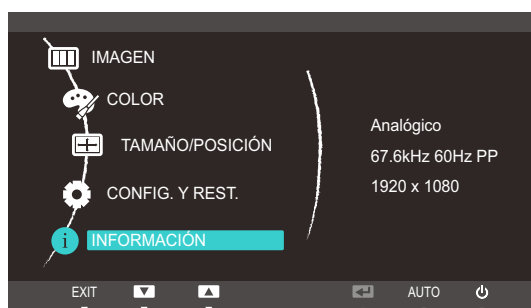 IMAGEN
COLOR
TAMAÑO/POSICIÓN
CONFIG. Y REST.
i INFORMACIÓN
Analógico
67.6kHz 60Hz PP
1920 x 1080
EXIT
AUTO